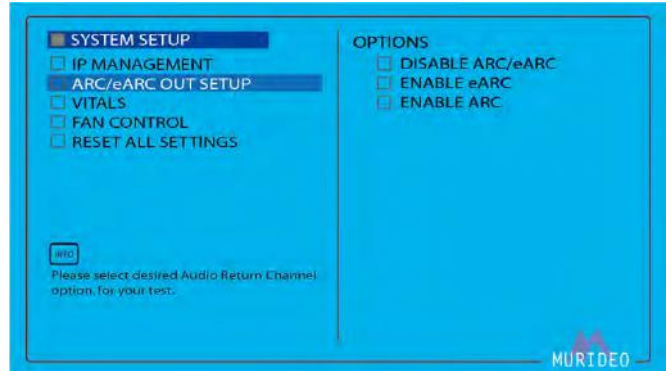 SYSTEM SETUP
IP MANAGEMENT
ARC/eARC OUT SETUP
VITALS
FAN CONTROL
RESET ALL SETTINGS
INFO
Please select desired Audio Return Channel
option, for your test.
OPTIONS
DISABLE ARC/eARC
ENABLE eARC
ENABLE ARC
MURIDEO